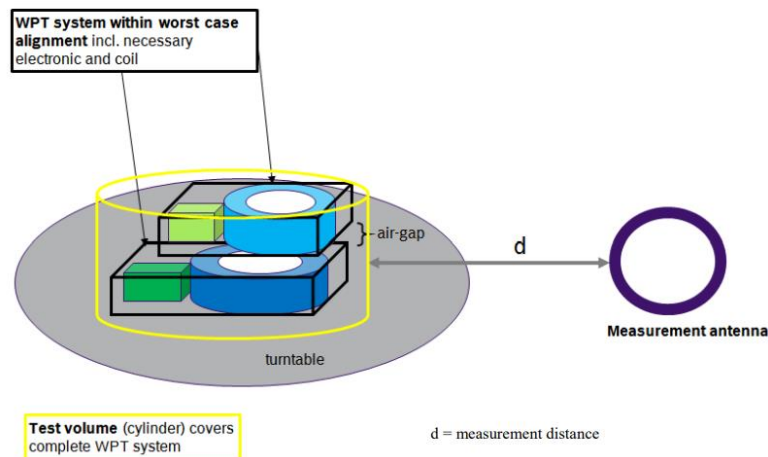 WPT system within worst case
alignment incl. necessary
electronic and coil
air-gap
d
Measurement antenna
turntable
Test volume (cylinder) covers
complete WPT system
d = measurement distance